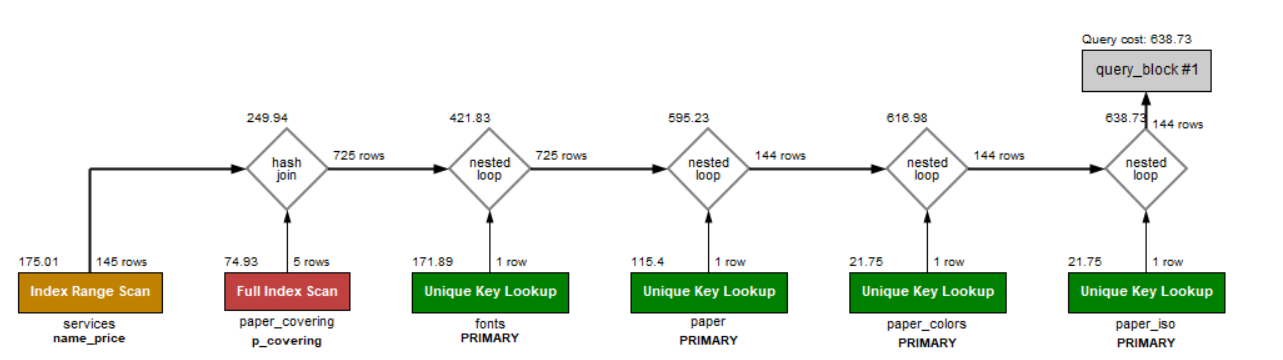 Query cost: 638.73
query_block #1
249.94
421.83
595.23
616.98
638.73
144 rows
hash
join
725 rows
nested
loop
725 rows
nested
loop
144 rows
nested
loop
144 rows
nested
loop
175.01
145 rows
74.93
5 rows
171.89
1 row
115.4
1 row
21.75
1 row
21.75
1 row
Index Range Scan
Full Index Scan
Unique Key Lookup
Unique Key Lookup
Unique Key Lookup
Unique Key Lookup
services
name_price
paper_covering
p_covering
fonts
PRIMARY
paper
PRIMARY
paper_colors
PRIMARY
paper_iso
PRIMARY